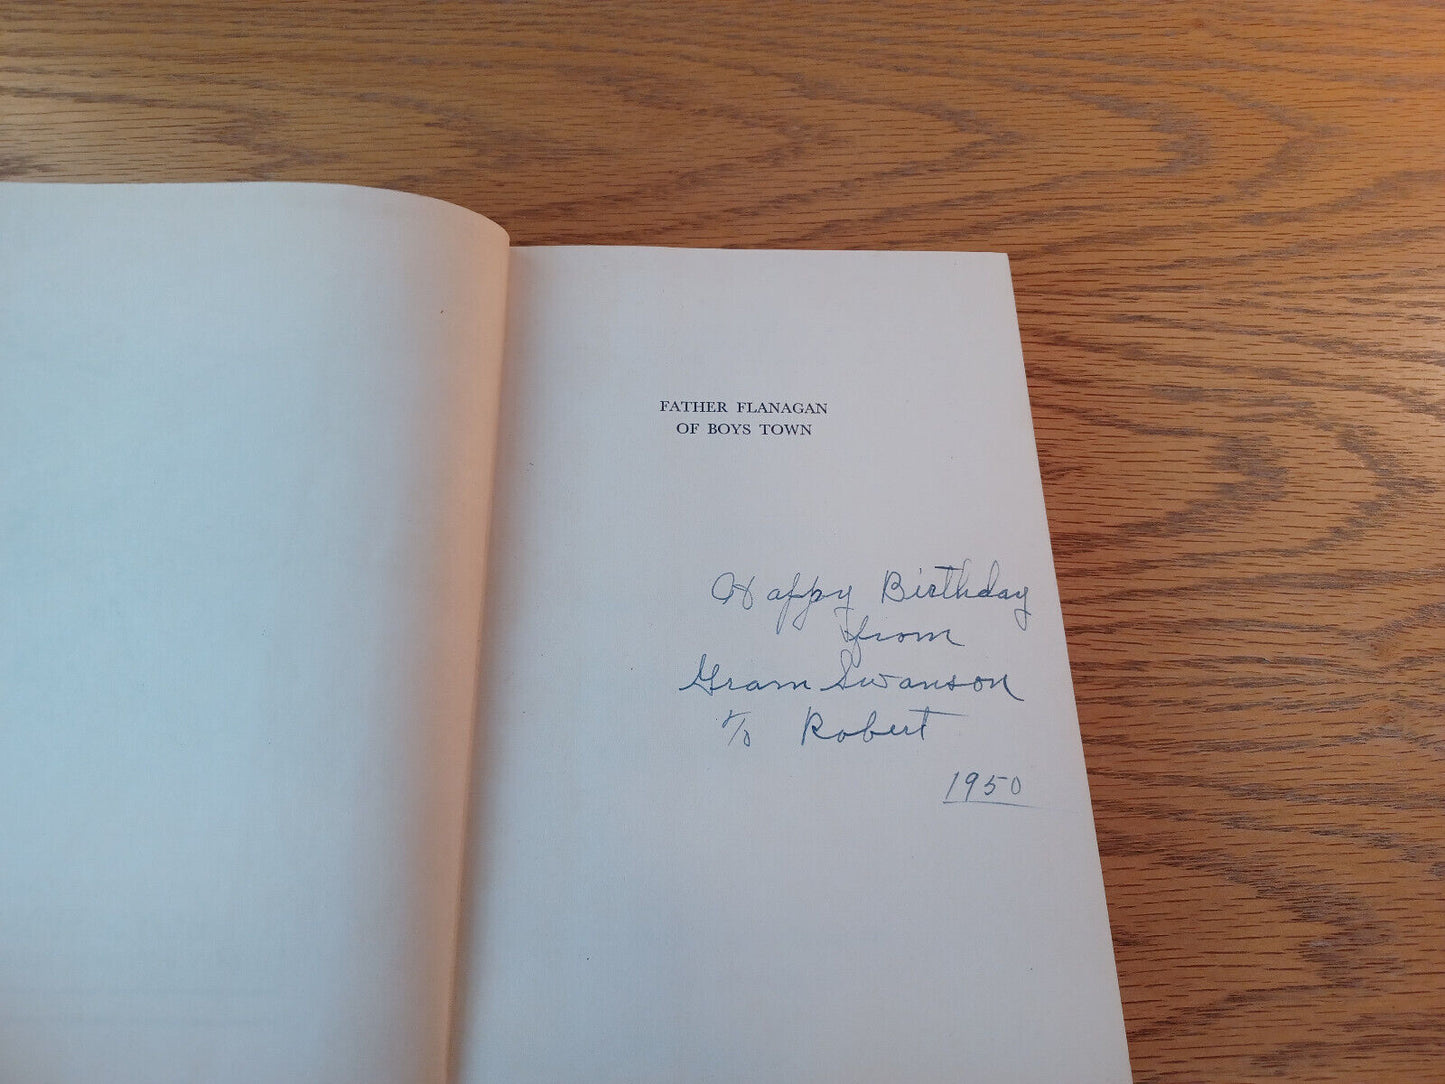 FATHER FLANAGAN
OF BOYS TOWN
Happy Birthday
from
Gram Swanson
To Robert
1950